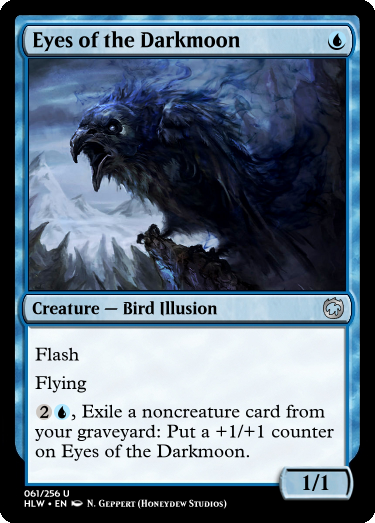 Eyes of the Darkmoon
Creature — Bird Illusion
Flash
Flying
2, Exile a noncreature card from
your graveyard: Put a +1/+1 counter
on Eyes of the Darkmoon.
1/1
061/256 U
HLW • EN N. Geppert (Honeydew Studios)